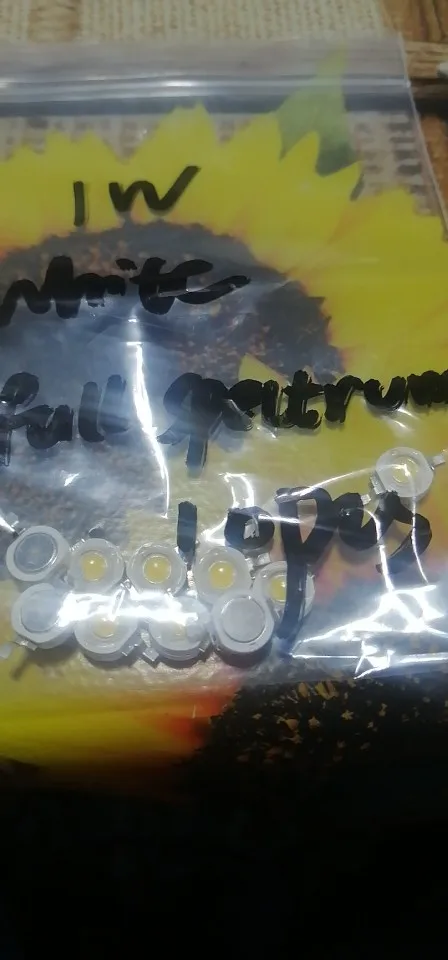 1W
white
full spectrum
10pcs